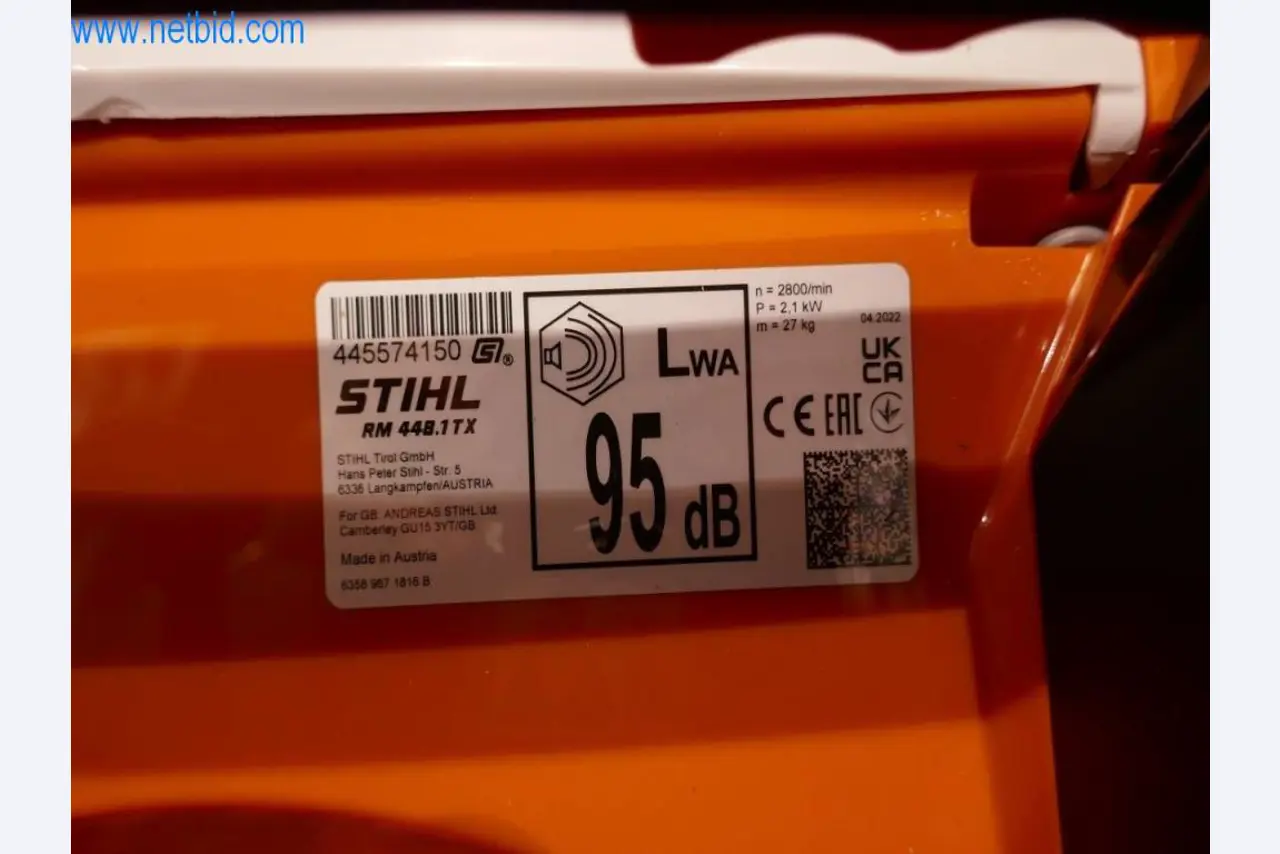 www.netbid.com
445574150
STIHL
RM 448.1TX
STIHL Tirol GmbH
Hans Peter Stihl - Str. 5
6336 Langkampfen/AUSTRIA
For GB: ANDREAS STIHL Ltd
Camberley GU15 3YT/GB
Made in Austria
6358 967 1816 B
LWA
95 dB
n = 2800/min
P = 2,1 kW
m = 27 kg
04.2022
UK
CA
CE EAC